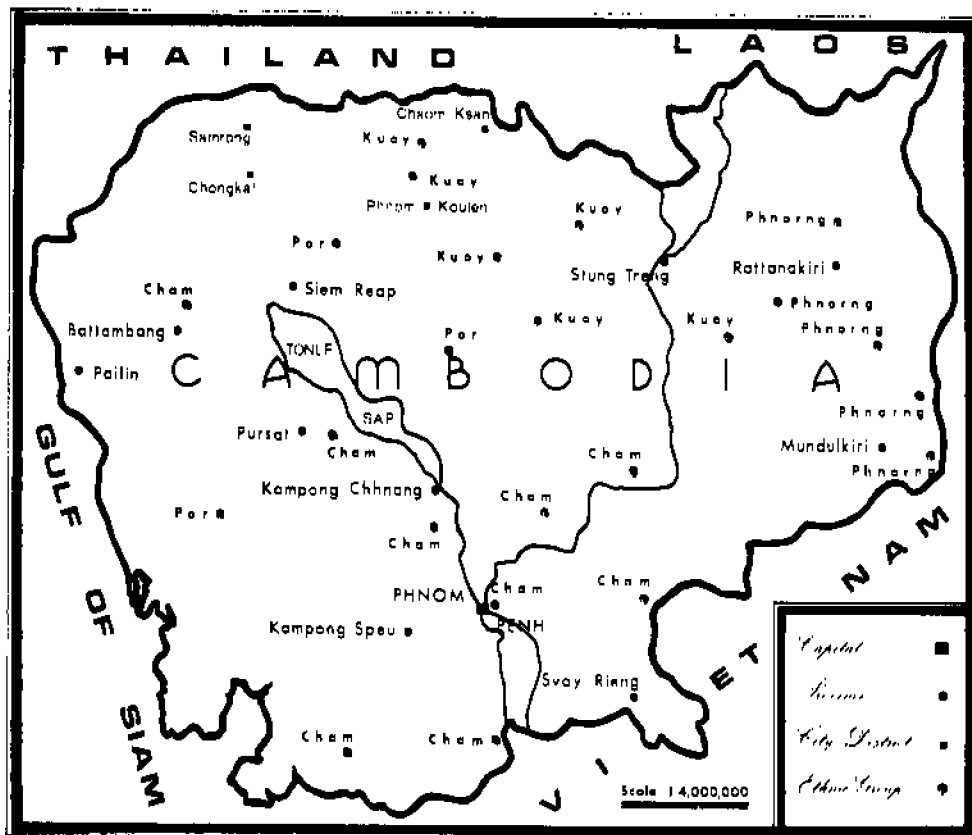 THAILAND
LAOS
Chaom Ksan
Samrong
Kuoy
Chongkal
Kuoy
Phnom Koulen
Kuoy
Phnorng
Por
Kuoy
Stung Treng
Rattanakiri
Siem Reap
Cham
Phnorng
Kuoy
Kuoy
Phnorng
Battambang
Por
TONLE
Pailin
CAMBODIA
SAP
Phnorng
Pursat
Cham
Mundulkiri
Cham
Phnorng
Kampong Chhnang
Cham
Por
Cham
GULF OF SIAM
Cham
Cham
PHNOM PENH
Kampong Speu
Svay Rieng
Cham
Cham
VIET NAM
Scale 1:4,000,000
Capital
City District
Ethnic Group